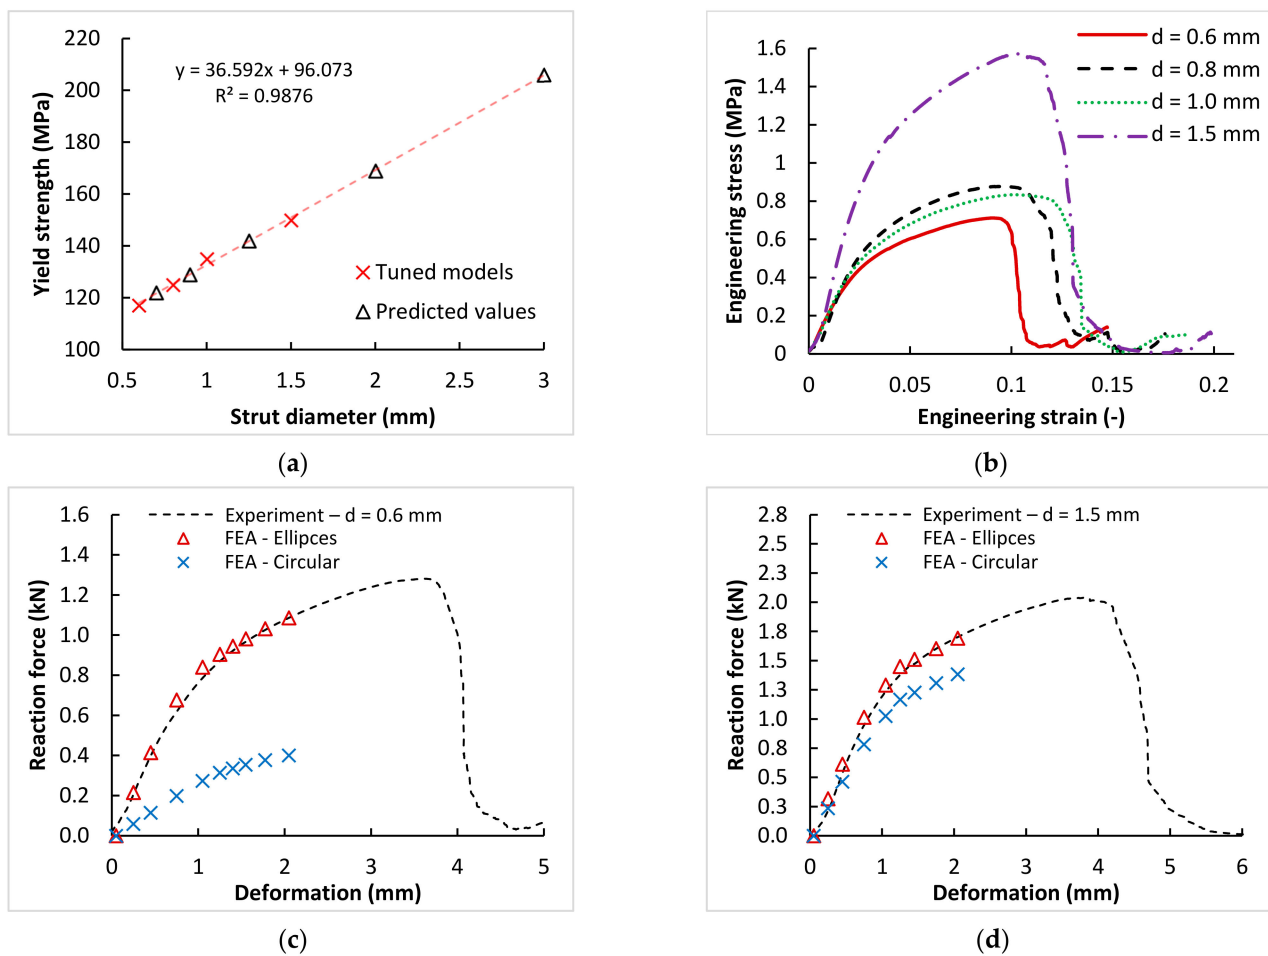 220
200
180
160
140
120
100
0.5
1
1.5
2
2.5
3
Yield strength (MPa)
Strut diameter (mm)
y = 36.592x + 96.073
R² = 0.9876
Tuned models
Predicted values
(a)
1.6
1.4
1.2
1
0.8
0.6
0.4
0.2
0
0
0.05
0.1
0.15
0.2
Engineering stress (MPa)
Engineering strain (-)
d = 0.6 mm
d = 0.8 mm
d = 1.0 mm
d = 1.5 mm
(b)
1.6
1.4
1.2
1.0
0.8
0.6
0.4
0.2
0.0
0
1
2
3
4
5
Reaction force (kN)
Deformation (mm)
Experiment – d = 0.6 mm
FEA - Ellipces
FEA - Circular
(c)
2.8
2.5
2.3
2.0
1.8
1.5
1.3
1.0
0.8
0.5
0.3
0.0
0
1
2
3
4
5
6
Reaction force (kN)
Deformation (mm)
Experiment – d = 1.5 mm
FEA - Ellipces
FEA - Circular
(d)